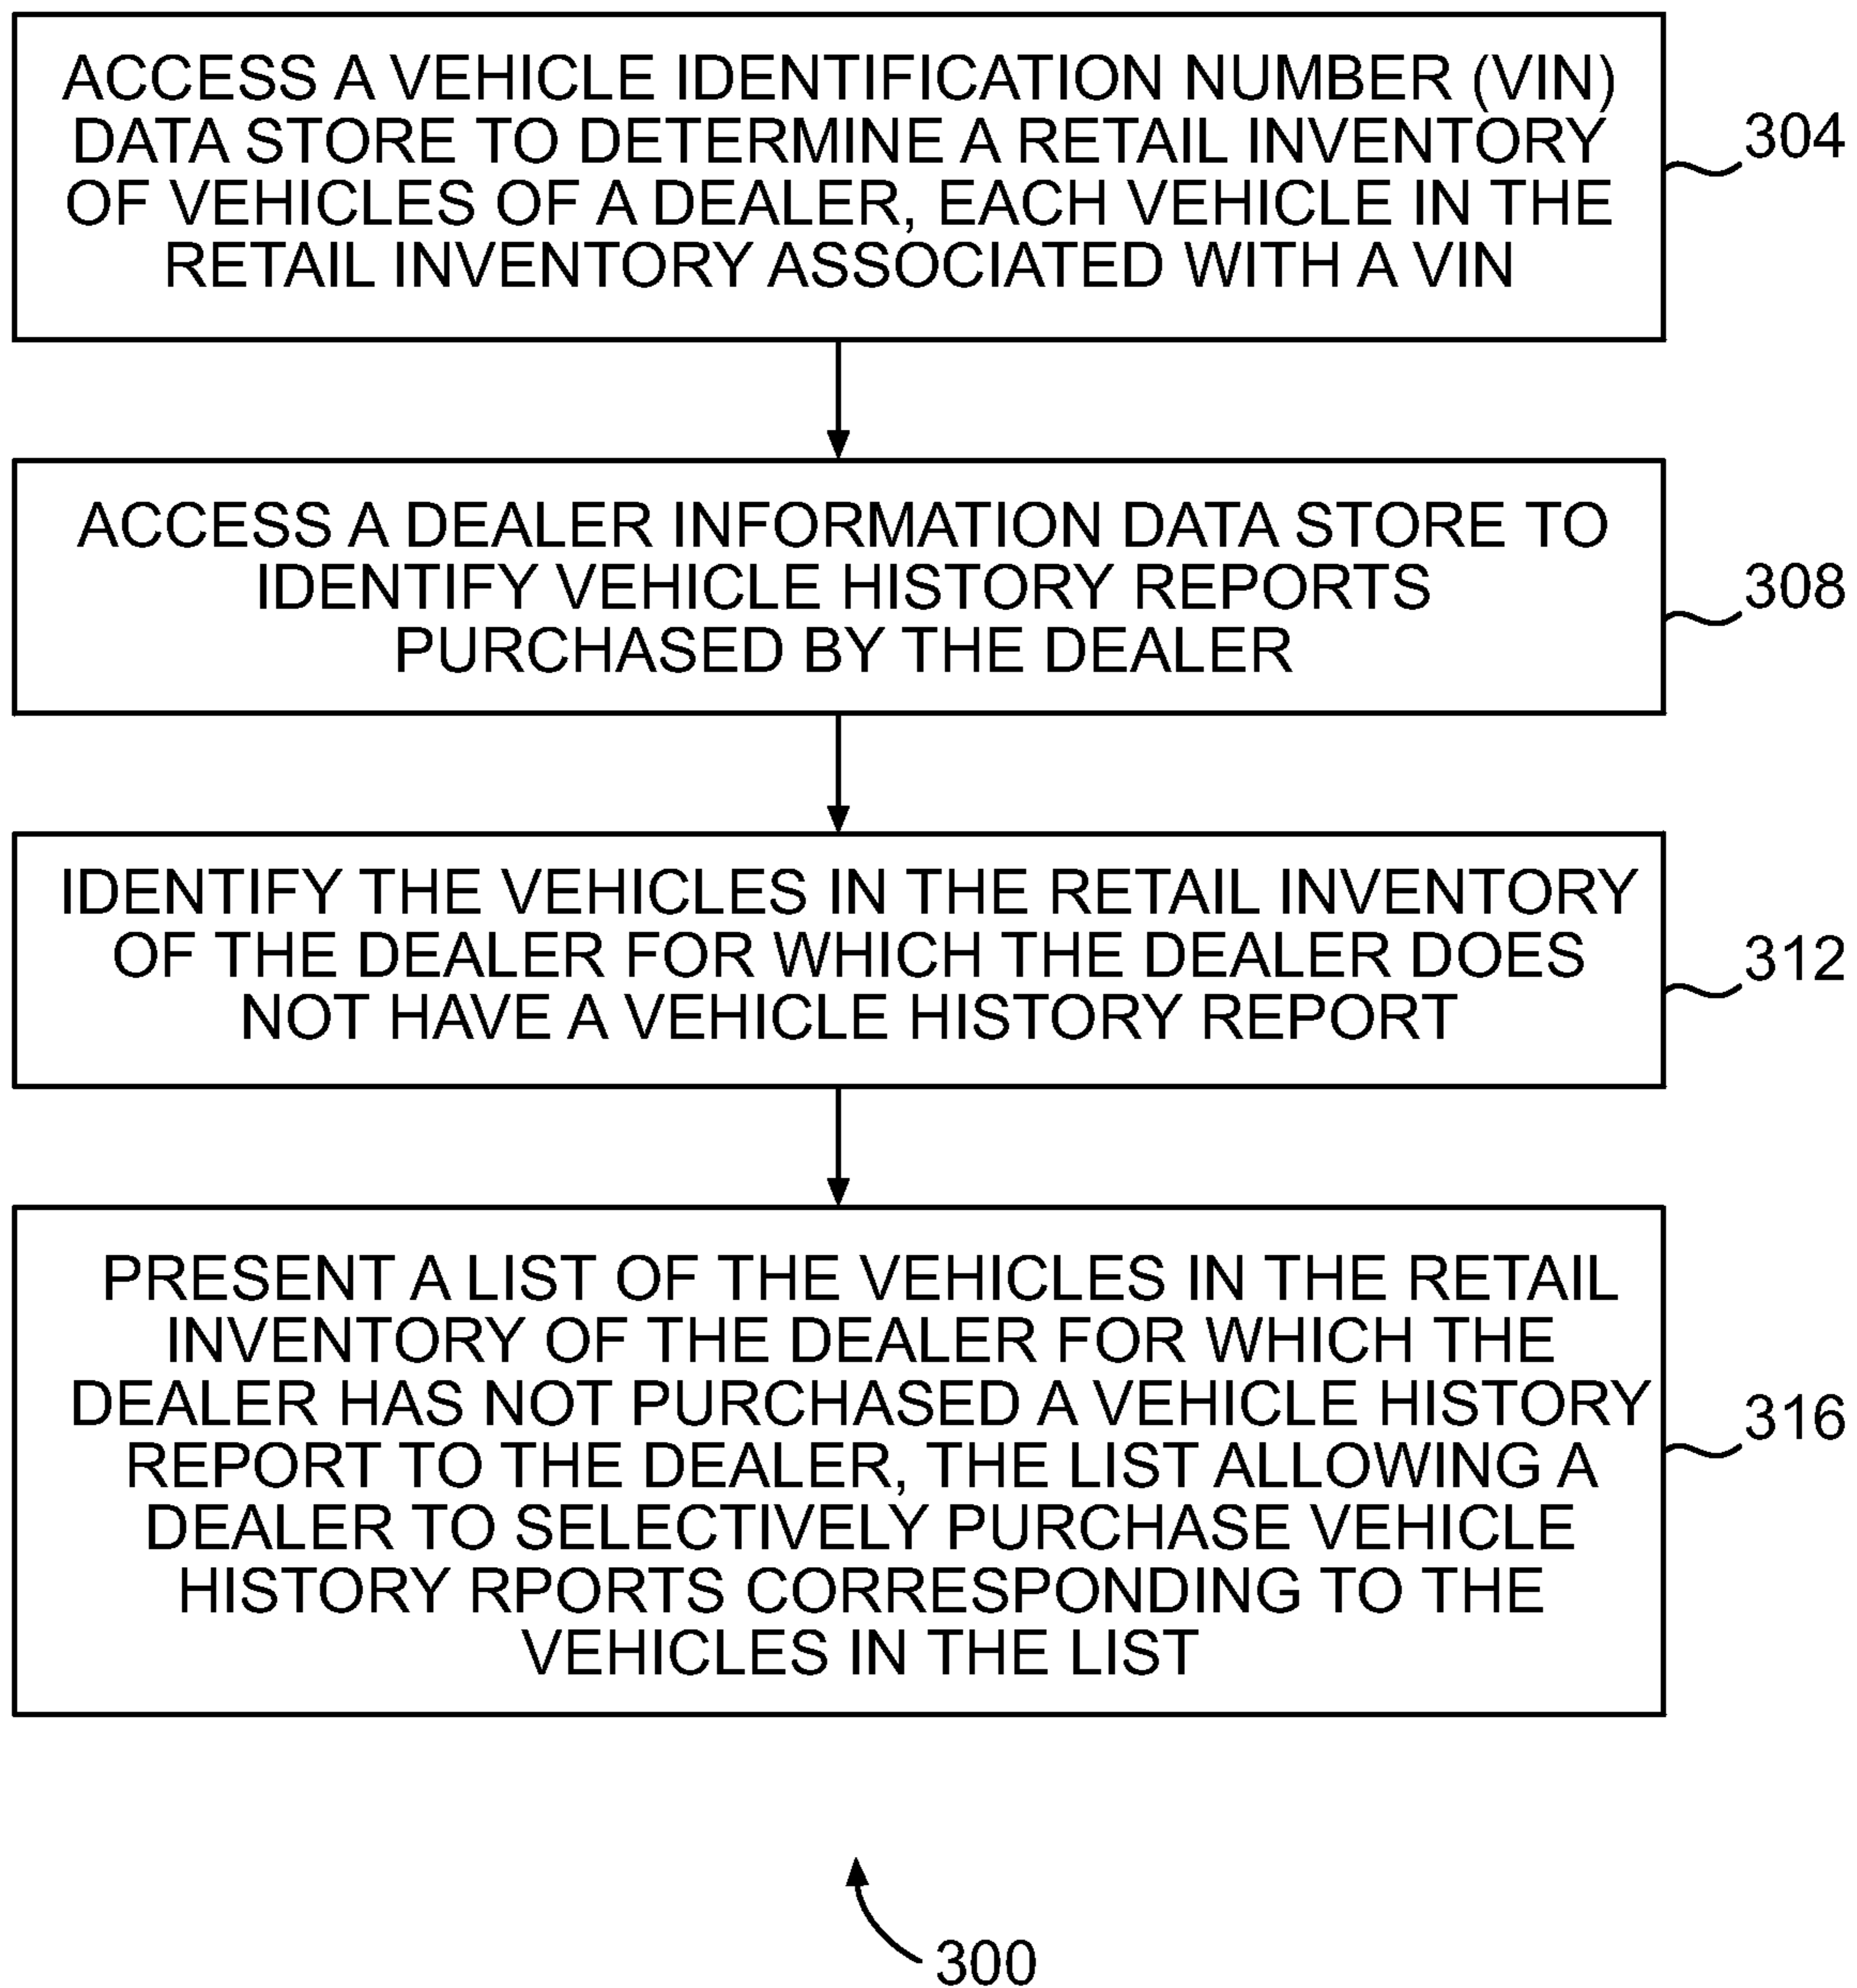 ACCESS A VEHICLE IDENTIFICATION NUMBER (VIN)
DATA STORE TO DETERMINE A RETAIL INVENTORY
OF VEHICLES OF A DEALER, EACH VEHICLE IN THE
RETAIL INVENTORY ASSOCIATED WITH A VIN
304
ACCESS A DEALER INFORMATION DATA STORE TO
IDENTIFY VEHICLE HISTORY REPORTS
PURCHASED BY THE DEALER
308
IDENTIFY THE VEHICLES IN THE RETAIL INVENTORY
OF THE DEALER FOR WHICH THE DEALER DOES
NOT HAVE A VEHICLE HISTORY REPORT
312
PRESENT A LIST OF THE VEHICLES IN THE RETAIL
INVENTORY OF THE DEALER FOR WHICH THE
DEALER HAS NOT PURCHASED A VEHICLE HISTORY
REPORT TO THE DEALER, THE LIST ALLOWING A
DEALER TO SELECTIVELY PURCHASE VEHICLE
HISTORY RPORTS CORRESPONDING TO THE
VEHICLES IN THE LIST
316
300